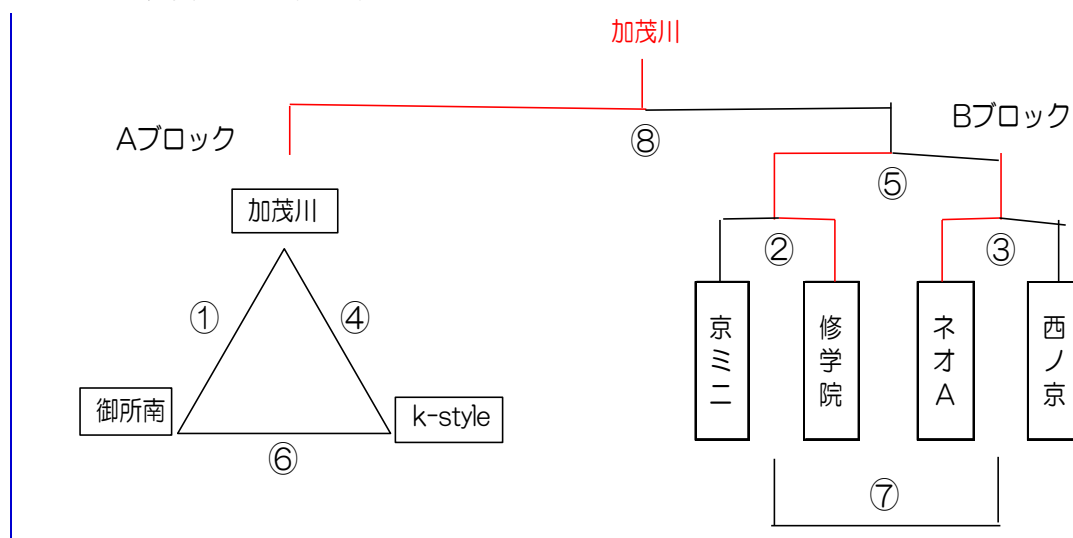 加茂川
Aブロック
Bブロック
⑧
⑤
加茂川
②
③
①
④
京ミニ
修学院
ネオA
西ノ京
御所南
k-style
⑥
⑦